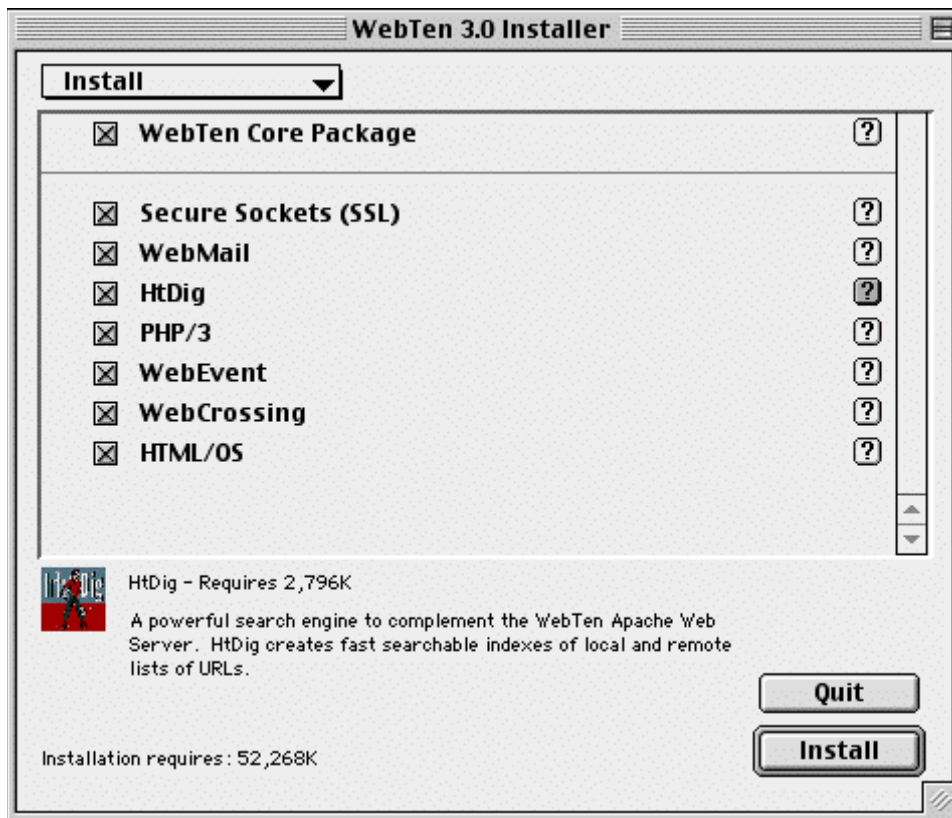 WebTen 3.0 Installer
Install
WebTen Core Package
?
Secure Sockets (SSL)
?
WebMail
?
HtDig
?
PHP/3
?
WebEvent
?
WebCrossing
?
HTML/OS
?
HtDig - Requires 2,796K
A powerful search engine to complement the WebTen Apache Web
Server. HtDig creates fast searchable indexes of local and remote
lists of URLs.
Quit
Install
Installation requires: 52,268K